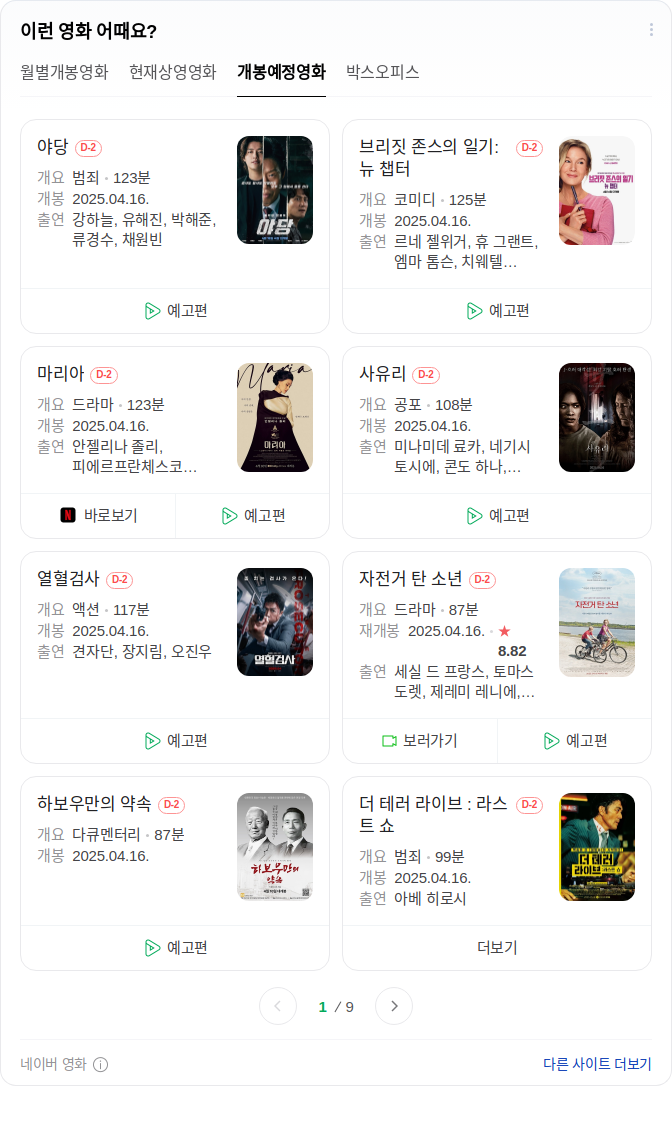 이런 영화 어때요?
월별개봉영화 현재상영영화 개봉예정영화 박스오피스
야당 D-2
개요 범죄 123분
개봉 2025.04.16.
출연 강하늘, 유해진, 박해준,
류경수, 채원빈
야당
예고편
브리짓 존스의 일기: D-2
뉴 챕터
개요 코미디 125분
개봉 2025.04.16.
출연 르네 젤위거, 휴 그랜트,
엠마 톰슨, 치웨텔…
브리짓 존스의 일기
뉴 챕터
예고편
마리아 D-2
개요 드라마 123분
개봉 2025.04.16.
출연 안젤리나 졸리,
피에르프란체스코…
Maria
마리아
바로보기 예고편
사유리 D-2
개요 공포 108분
개봉 2025.04.16.
출연 미나미데 료카, 네기시
토시에, 콘도 하나,…
사유리
예고편
열혈검사 D-2
개요 액션 117분
개봉 2025.04.16.
출연 견자단, 장지림, 오진우
열혈검사
예고편
자전거 탄 소년 D-2
개요 드라마 87분
재개봉 2025.04.16. ★
8.82
출연 세실 드 프랑스, 토마스
도렛, 제레미 레니에,…
자전거 탄 소년
보러가기 예고편
하보우만의 약속 D-2
개요 다큐멘터리 87분
개봉 2025.04.16.
하보우만의
약속
예고편
더 테러 라이브 : 라스 D-2
트 쇼
개요 범죄 99분
개봉 2025.04.16.
출연 아베 히로시
더 테러
라이브 라스트 쇼
더보기
1 / 9
네이버 영화
다른 사이트 더보기